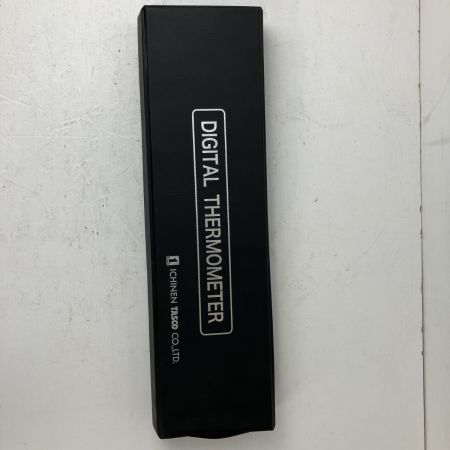 DIGITAL THERMOMETER
ICHINEN TASCO CO.,LTD.